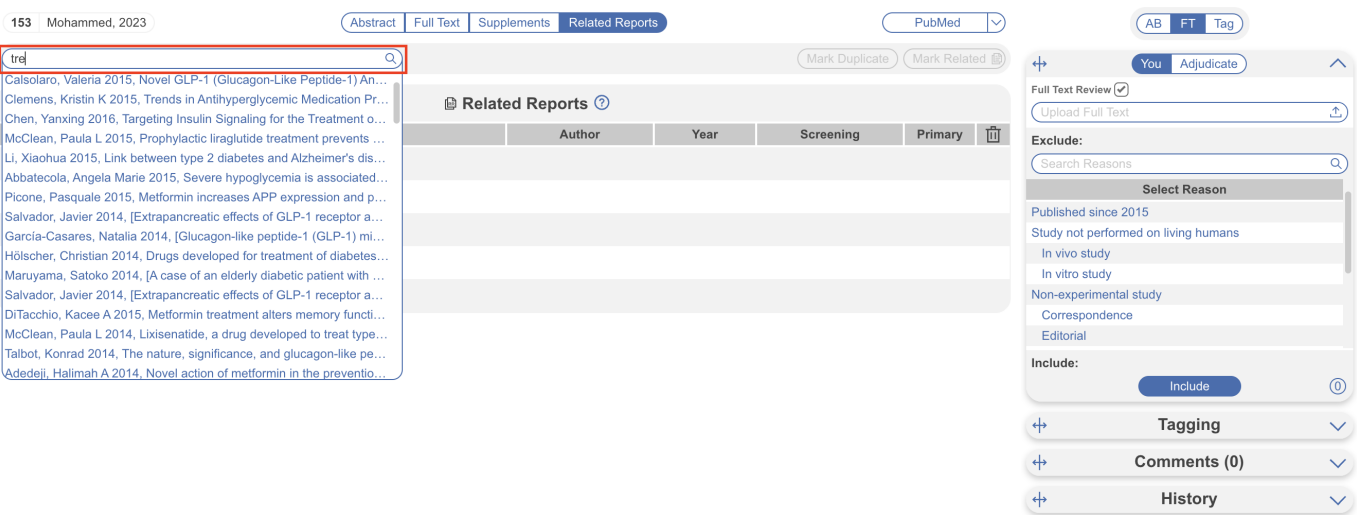 153 Mohammed, 2023
Abstract Full Text Supplements Related Reports
PubMed
AB FT Tag
tre
Mark Duplicate Mark Related
Calsolaro, Valeria 2015, Novel GLP-1 (Glucagon-Like Peptide-1) An...
Clemens, Kristin K 2015, Trends in Antihyperglycemic Medication Pr...
Chen, Yanxing 2016, Targeting Insulin Signaling for the Treatment o...
McClean, Paula L 2015, Prophylactic liraglutide treatment prevents ...
Li, Xiaohua 2015, Link between type 2 diabetes and Alzheimer's dis...
Abbatecola, Angela Marie 2015, Severe hypoglycemia is associated...
Picone, Pasquale 2015, Metformin increases APP expression and p...
Salvador, Javier 2014, [Extrapancreatic effects of GLP-1 receptor a...
García-Casares, Natalia 2014, [Glucagon-like peptide-1 (GLP-1) mi...
Hölscher, Christian 2014, Drugs developed for treatment of diabetes...
Maruyama, Satoko 2014, [A case of an elderly diabetic patient with ...
Salvador, Javier 2014, [Extrapancreatic effects of GLP-1 receptor a...
DiTacchio, Kacee A 2015, Metformin treatment alters memory functi...
McClean, Paula L 2014, Lixisenatide, a drug developed to treat type...
Talbot, Konrad 2014, The nature, significance, and glucagon-like pe...
Adedeji, Halimah A 2014, Novel action of metformin in the preventio...
Related Reports ?
Author Year Screening Primary
You Adjudicate
Full Text Review
Upload Full Text
Exclude:
Search Reasons
Select Reason
Published since 2015
Study not performed on living humans
In vivo study
In vitro study
Non-experimental study
Correspondence
Editorial
Include:
Include 0
Tagging
Comments (0)
History